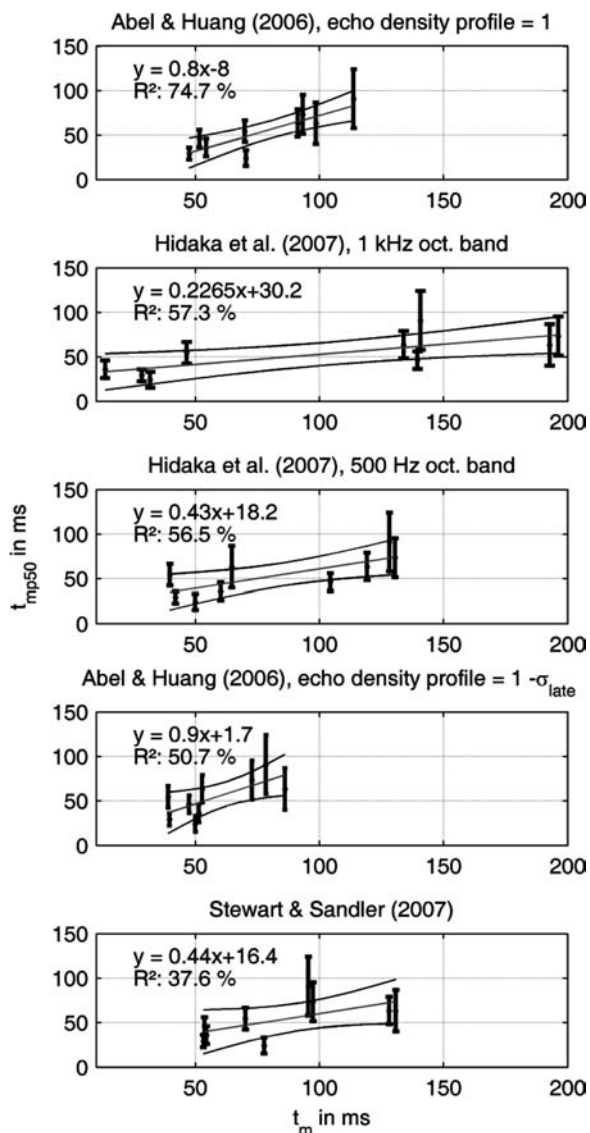 Abel & Huang (2006), echo density profile = 1
150
y = 0.8x-8
100
R²: 74.7 %
50
0
50 100 150 200
Hidaka et al. (2007), 1 kHz oct. band
150
y = 0.2265x+30.2
100
R²: 57.3 %
50
0
50 100 150 200
Hidaka et al. (2007), 500 Hz oct. band
150
y = 0.43x+18.2
100
R²: 56.5 %
50
0
50 100 150 200
t_mp50 in ms
Abel & Huang (2006), echo density profile = 1 -σ_late
150
y = 0.9x+1.7
100
R²: 50.7 %
50
0
50 100 150 200
Stewart & Sandler (2007)
150
y = 0.44x+16.4
100
R²: 37.6 %
50
0
50 100 150 200
t_m in ms